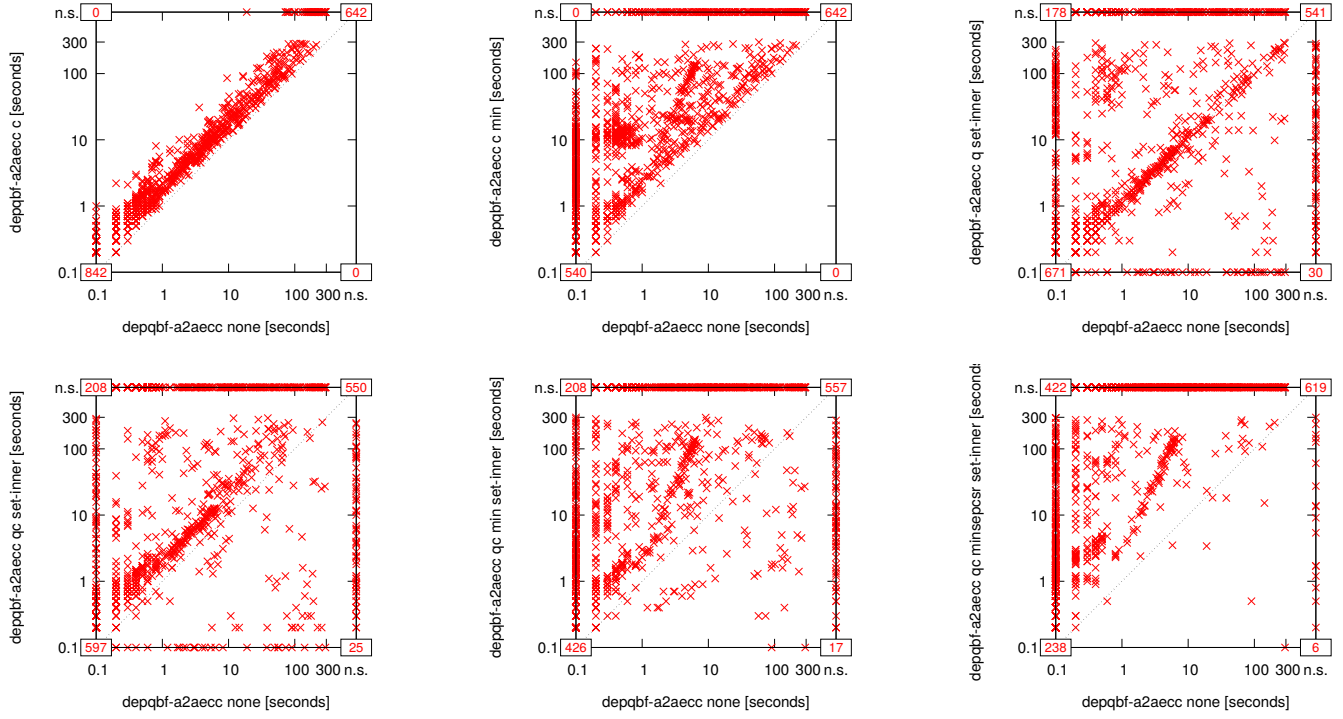 n.s. 0 642
300
100
10
1
0.1 842 0
0.1 1 10 100 300 n.s.
depqbf-a2aecc none [seconds]
depqbf-a2aecc c [seconds]
n.s. 0 642
300
100
10
1
0.1 540 0
0.1 1 10 100 300 n.s.
depqbf-a2aecc none [seconds]
depqbf-a2aecc c min [seconds]
n.s. 178 541
300
100
10
1
0.1 671 30
0.1 1 10 100 300 n.s.
depqbf-a2aecc none [seconds]
depqbf-a2aecc q set-inner [seconds]
n.s. 208 550
300
100
10
1
0.1 597 25
0.1 1 10 100 300 n.s.
depqbf-a2aecc none [seconds]
depqbf-a2aecc qc set-inner [seconds]
n.s. 208 557
300
100
10
1
0.1 426 17
0.1 1 10 100 300 n.s.
depqbf-a2aecc none [seconds]
depqbf-a2aecc qc min set-inner [seconds]
n.s. 422 619
300
100
10
1
0.1 238 6
0.1 1 10 100 300 n.s.
depqbf-a2aecc none [seconds]
depqbf-a2aecc qc minsepcsr set-inner [second